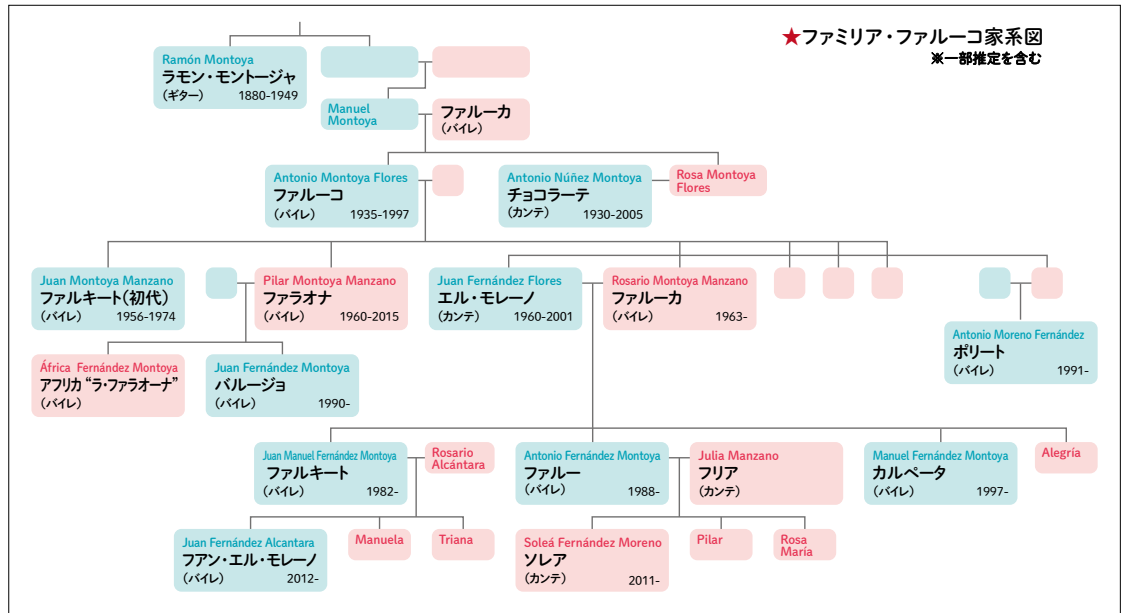 ★ファミリア・ファルーコ家系図
※一部推定を含む
Ramón Montoya
ラモン・モントージャ
（ギター） 1880-1949
Manuel
Montoya
ファルーカ
（バイレ）
Antonio Montoya Flores
ファルーコ
（バイレ） 1935-1997
Antonio Núñez Montoya
チョコラーテ
（カンテ） 1930-2005
Rosa Montoya
Flores
Juan Montoya Manzano
ファルキート（初代）
（バイレ） 1956-1974
Pilar Montoya Manzano
ファラオナ
（バイレ） 1960-2015
Juan Fernández Flores
エル・モレーノ
（カンテ） 1960-2001
Rosario Montoya Manzano
ファルーカ
（バイレ） 1963-
Antonio Moreno Fernández
ポリート
（バイレ） 1991-
África Fernández Montoya
アフリカ “ラ・ファラオーナ”
（バイレ）
Juan Fernández Montoya
バルージョ
（バイレ） 1990-
Juan Manuel Fernández Montoya
ファルキート
（バイレ） 1982-
Rosario
Alcántara
Antonio Fernández Montoya
ファルー
（バイレ） 1988-
Julia Manzano
フリア
（カンテ）
Manuel Fernández Montoya
カルペータ
（バイレ） 1997-
Alegría
Juan Fernández Alcantara
フアン・エル・モレーノ
（バイレ） 2012-
Manuela
Triana
Soleá Fernández Moreno
ソレア
（カンテ） 2011-
Pilar
Rosa
María